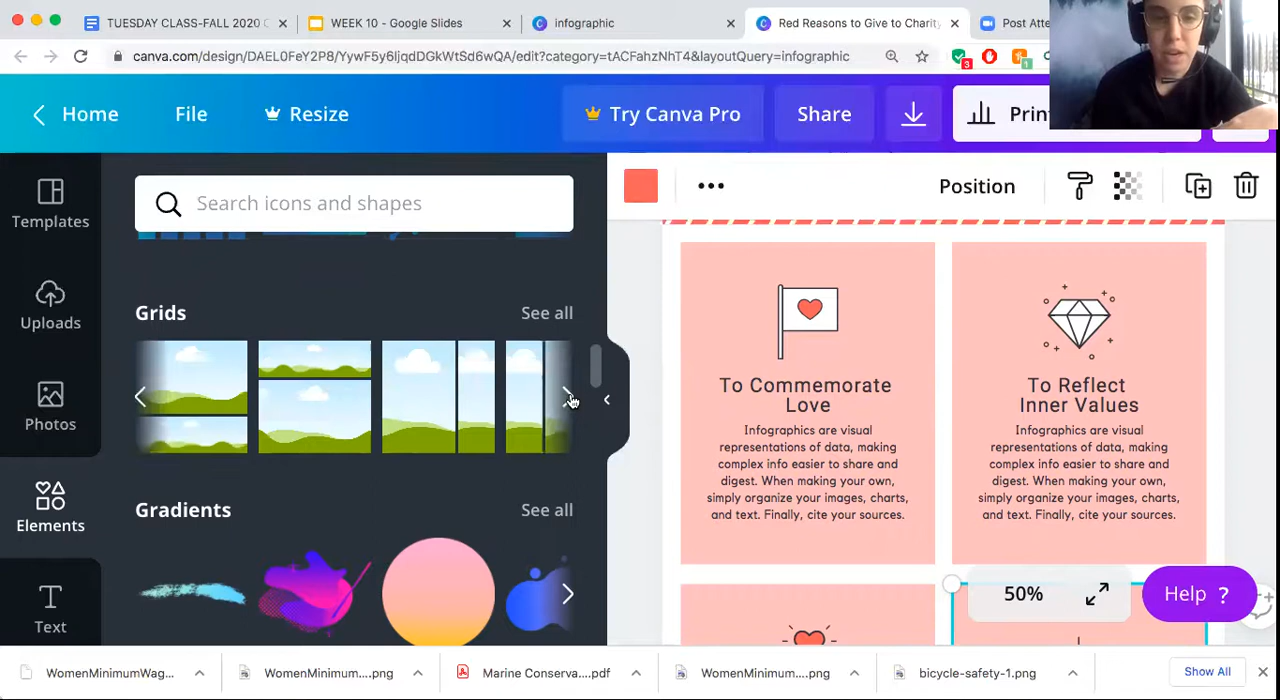 TUESDAY CLASS-FALL 2020
WEEK 10 - Google Slides
infographic
Red Reasons to Give to Charity
Post Atte
canva.com/design/DAEL0FeY2P8/YywF5y6IjqdDGkWtSd6wQA/edit?category=tACFahzNhT4&layoutQuery=infographic
3
1
Home
File
Resize
Try Canva Pro
Share
Print
Templates
Uploads
Photos
Elements
Text
Search icons and shapes
Grids
See all
Gradients
See all
Position
To Commemorate
Love
Infographics are visual
representations of data, making
complex info easier to share and
digest. When making your own,
simply organize your images, charts,
and text. Finally, cite your sources.
To Reflect
Inner Values
Infographics are visual
representations of data, making
complex info easier to share and
digest. When making your own,
simply organize your images, charts,
and text. Finally, cite your sources.
50%
Help ?
WomenMinimumWag...
WomenMinimum....png
Marine Conserva....pdf
WomenMinimum....png
bicycle-safety-1.png
Show All